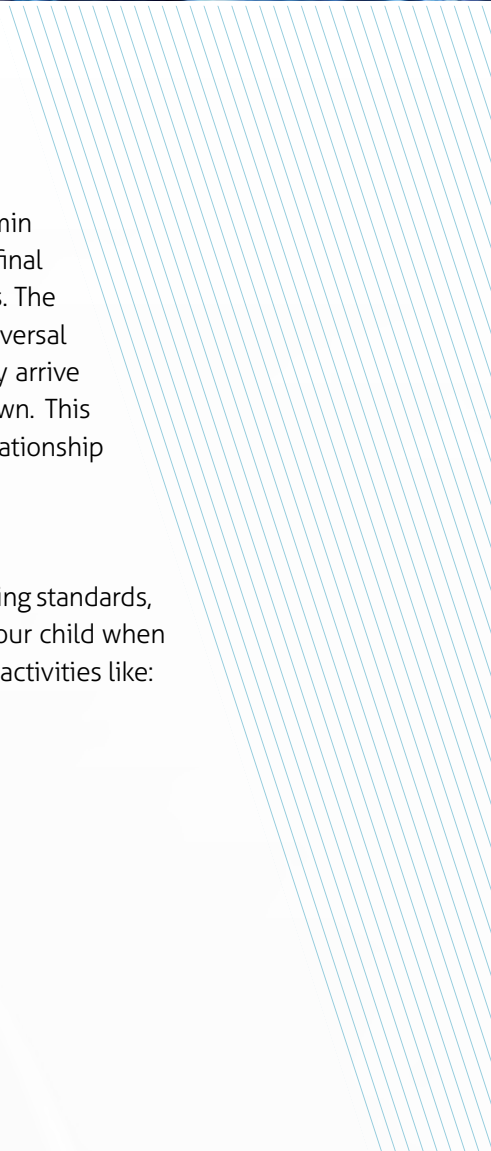 min
final
s. The
versal
y arrive
wn. This
ationship
ing standards,
our child when
activities like: